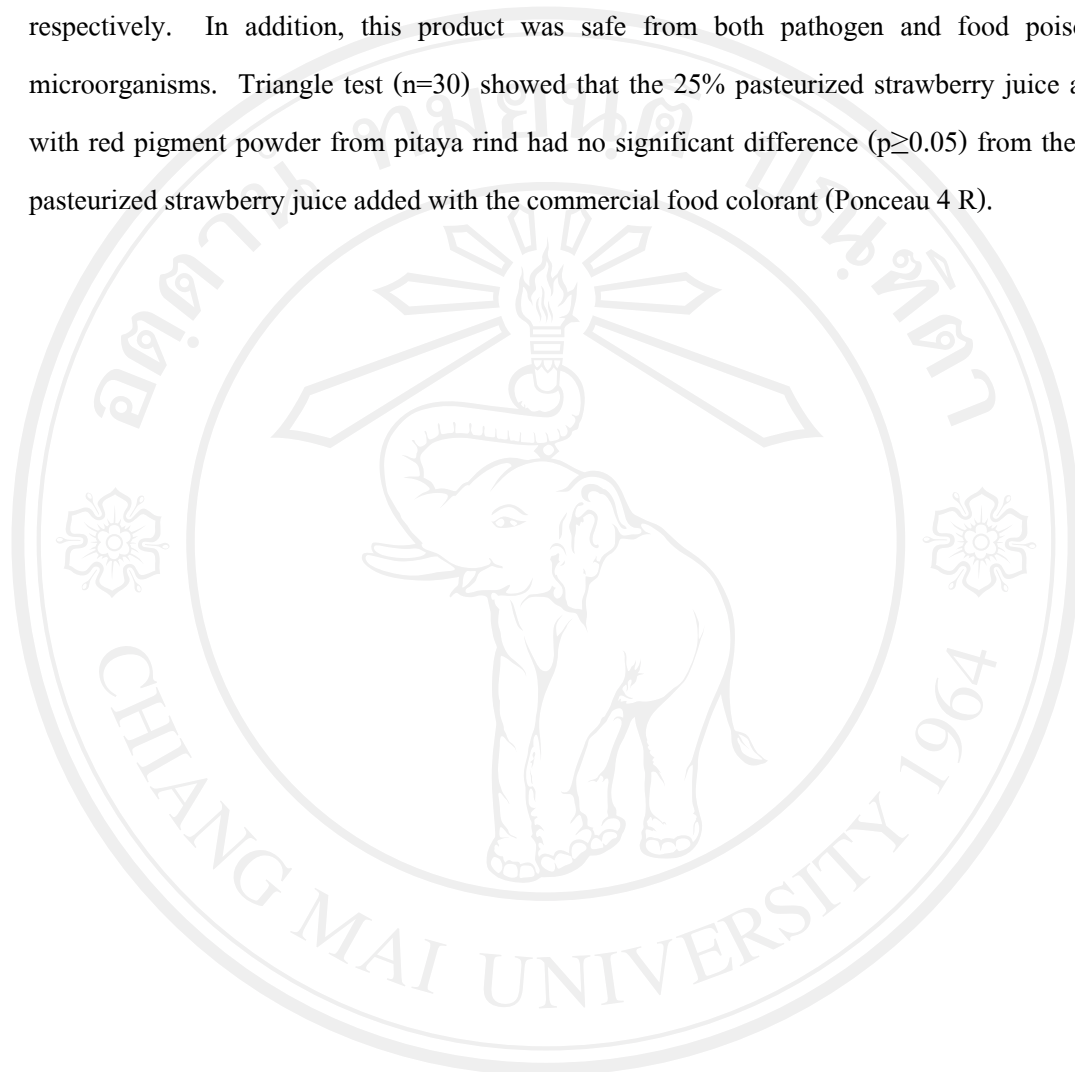 respectively. In addition, this product was safe from both pathogen and food
microorganisms. Triangle test (n=30) showed that the 25% pasteurized strawberry juice
with red pigment powder from pitaya rind had no significant difference (p≥0.05) from the
pasteurized strawberry juice added with the commercial food colorant (Ponceau 4 R).
CHIANG MAI UNIVERSITY 1964